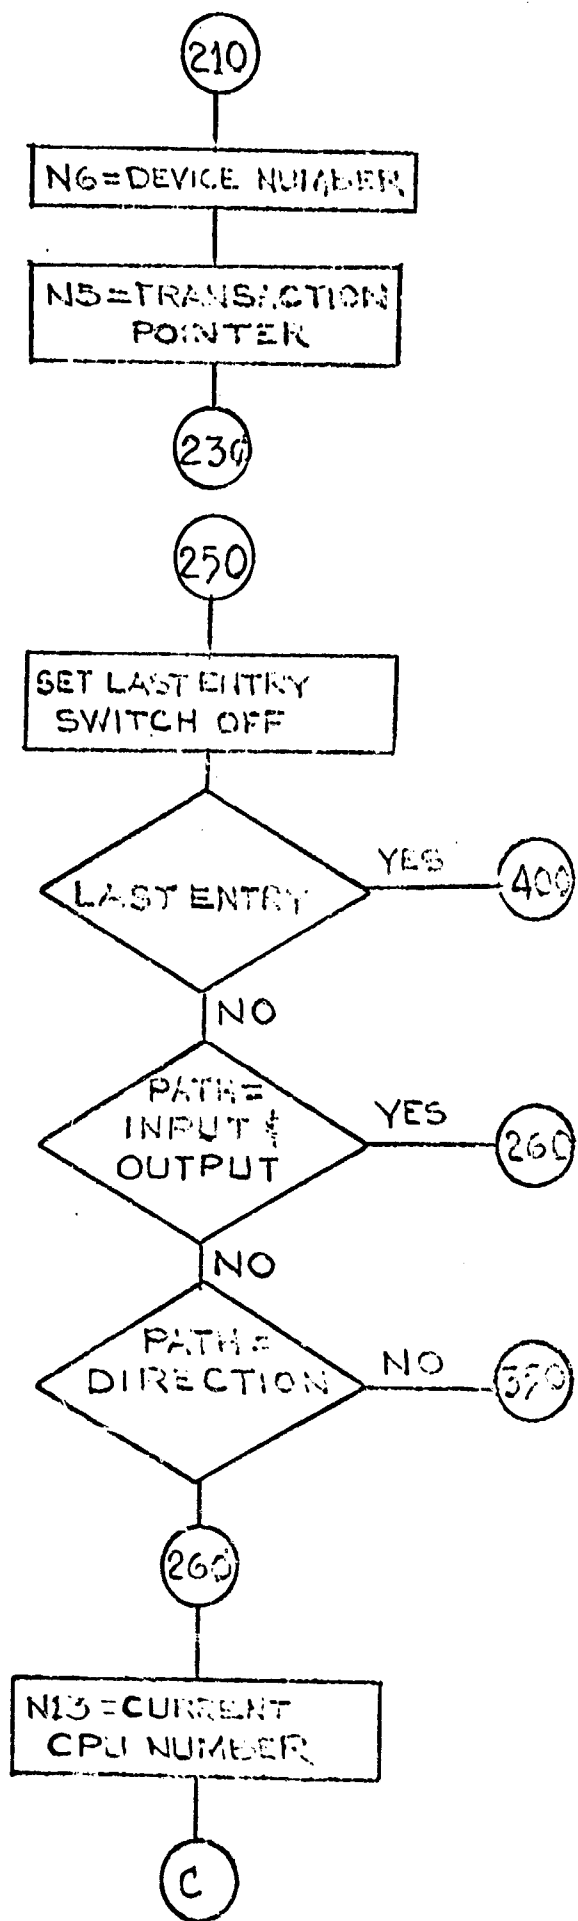 210
N6=DEVICE NUMBER
N5=TRANSACTION
POINTER
230
250
SET LAST ENTRY
SWITCH OFF
LAST ENTRY
YES
400
NO
PATH=
INPUT &
OUTPUT
YES
260
NO
PATH=
DIRECTION
NO
390
260
N13=CURRENT
CPU NUMBER
C